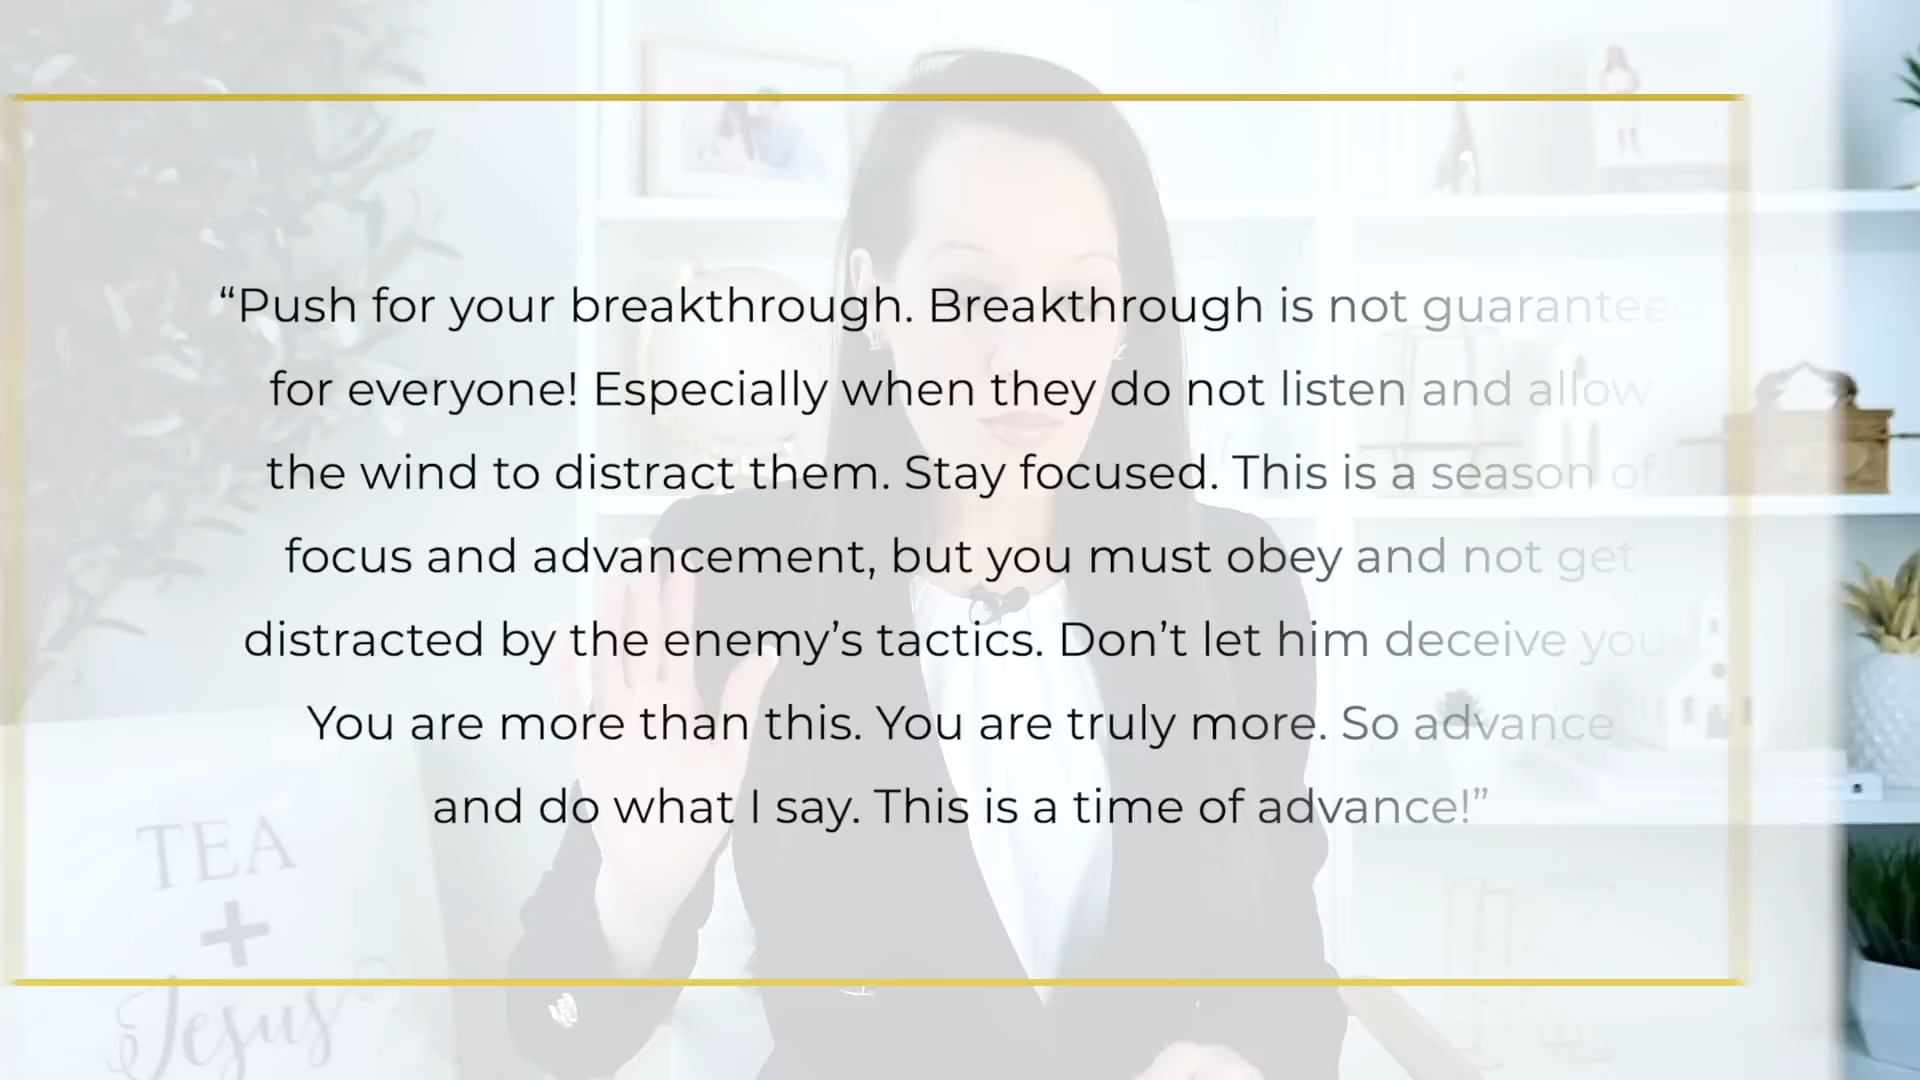 “Push for your breakthrough. Breakthrough is not guaranteed
for everyone! Especially when they do not listen and allow
the wind to distract them. Stay focused. This is a season of
focus and advancement, but you must obey and not get
distracted by the enemy’s tactics. Don’t let him deceive you
You are more than this. You are truly more. So advance
and do what I say. This is a time of advance!”
TEA
+
Jesus